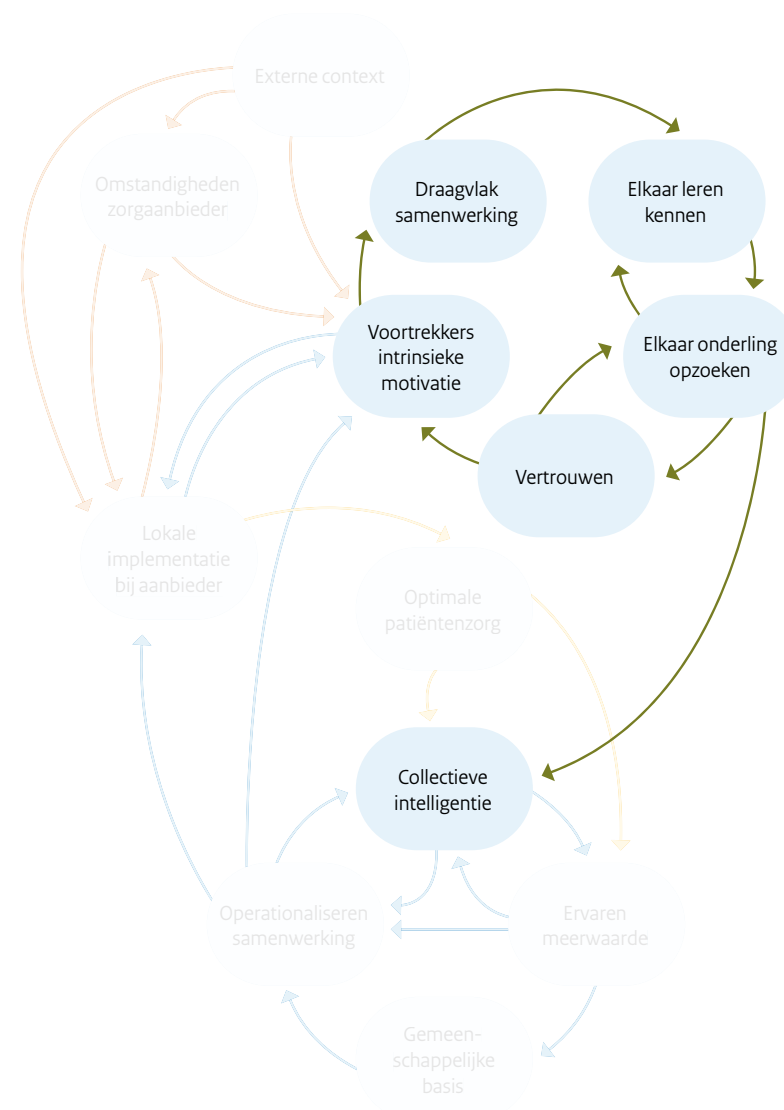 Externe context
Omstandigheden
zorgaanbieder
Draagvlak
samenwerking
Elkaar leren
kennen
Voortrekkers
intrinsieke
motivatie
Elkaar onderling
opzoeken
Vertrouwen
Lokale
implementatie
bij aanbieder
Optimale
patiëntenzorg
Collectieve
intelligentie
Operationaliseren
samenwerking
Ervaren
meerwaarde
Gemeen-
schappelijke
basis